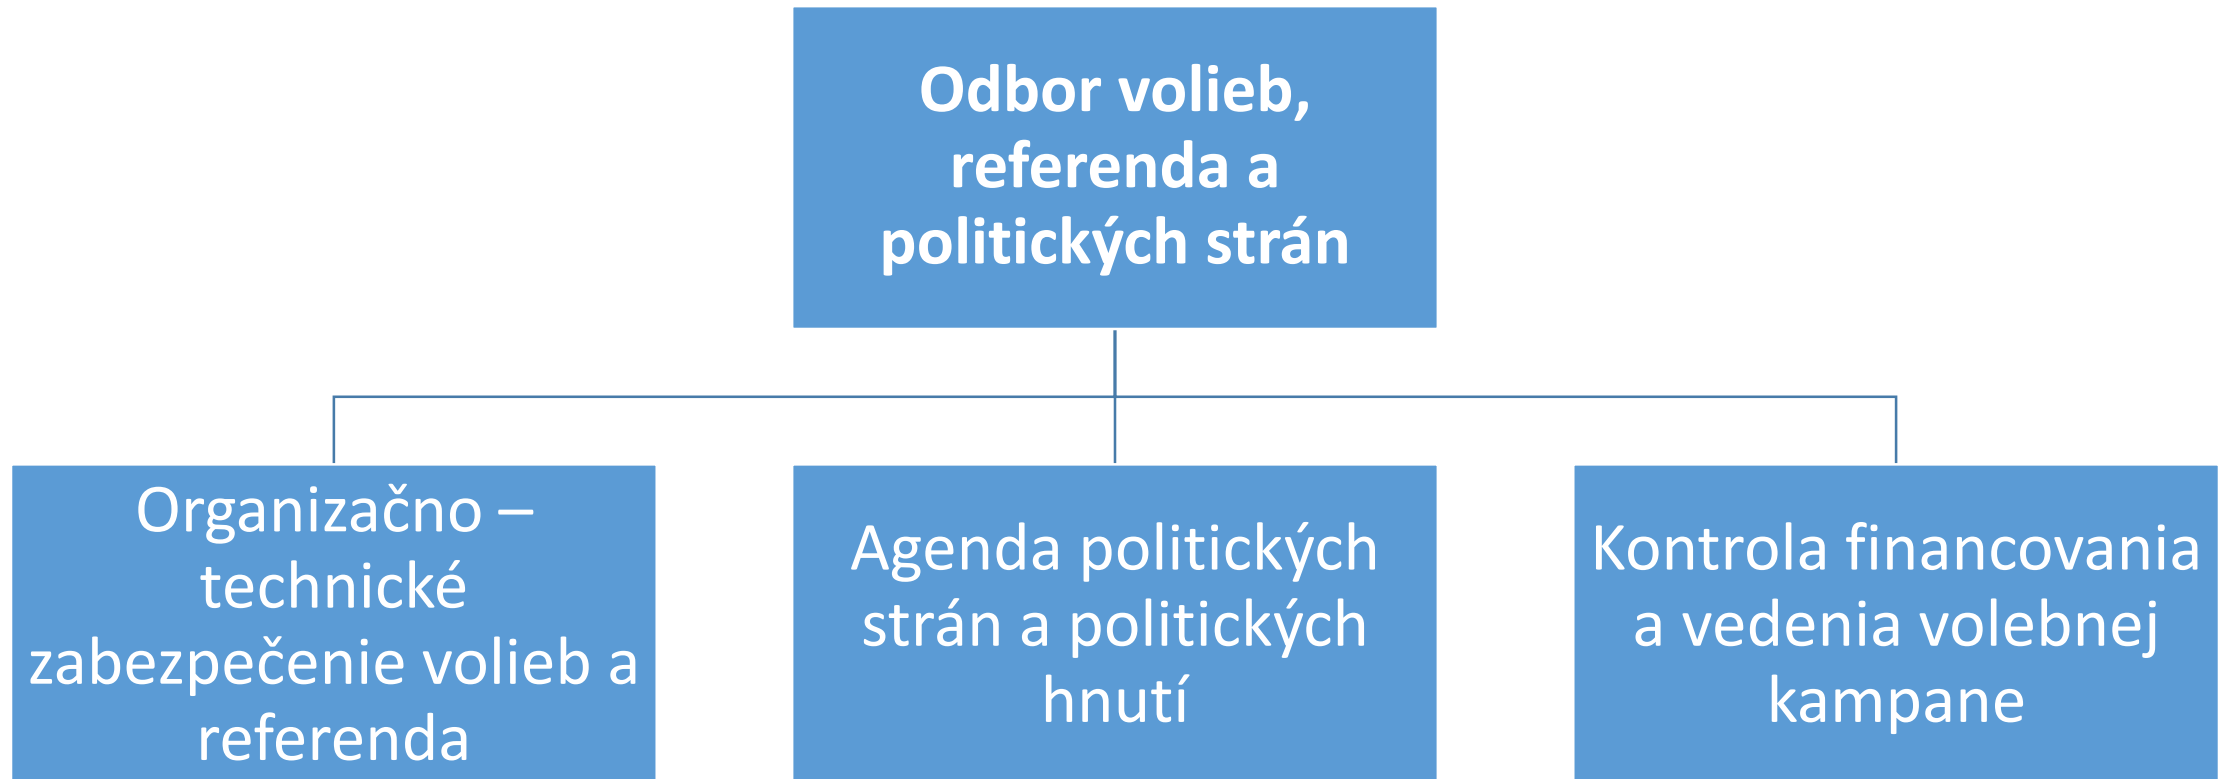 Odbor volieb,
referenda a
politických strán
Organizačno –
technické
zabezpečenie volieb a
referenda
Agenda politických
strán a politických
hnutí
Kontrola financovania
a vedenia volebnej
kampane